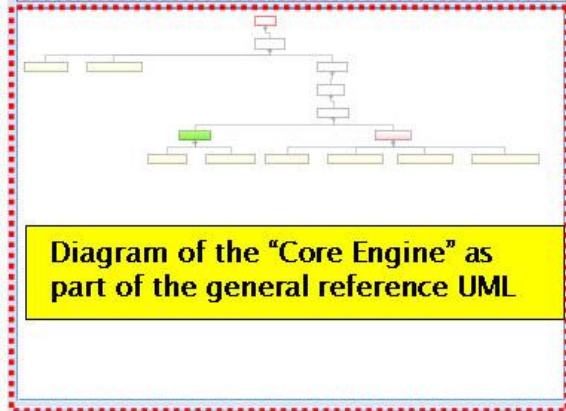 Diagram of the “Core Engine” as
part of the general reference UML